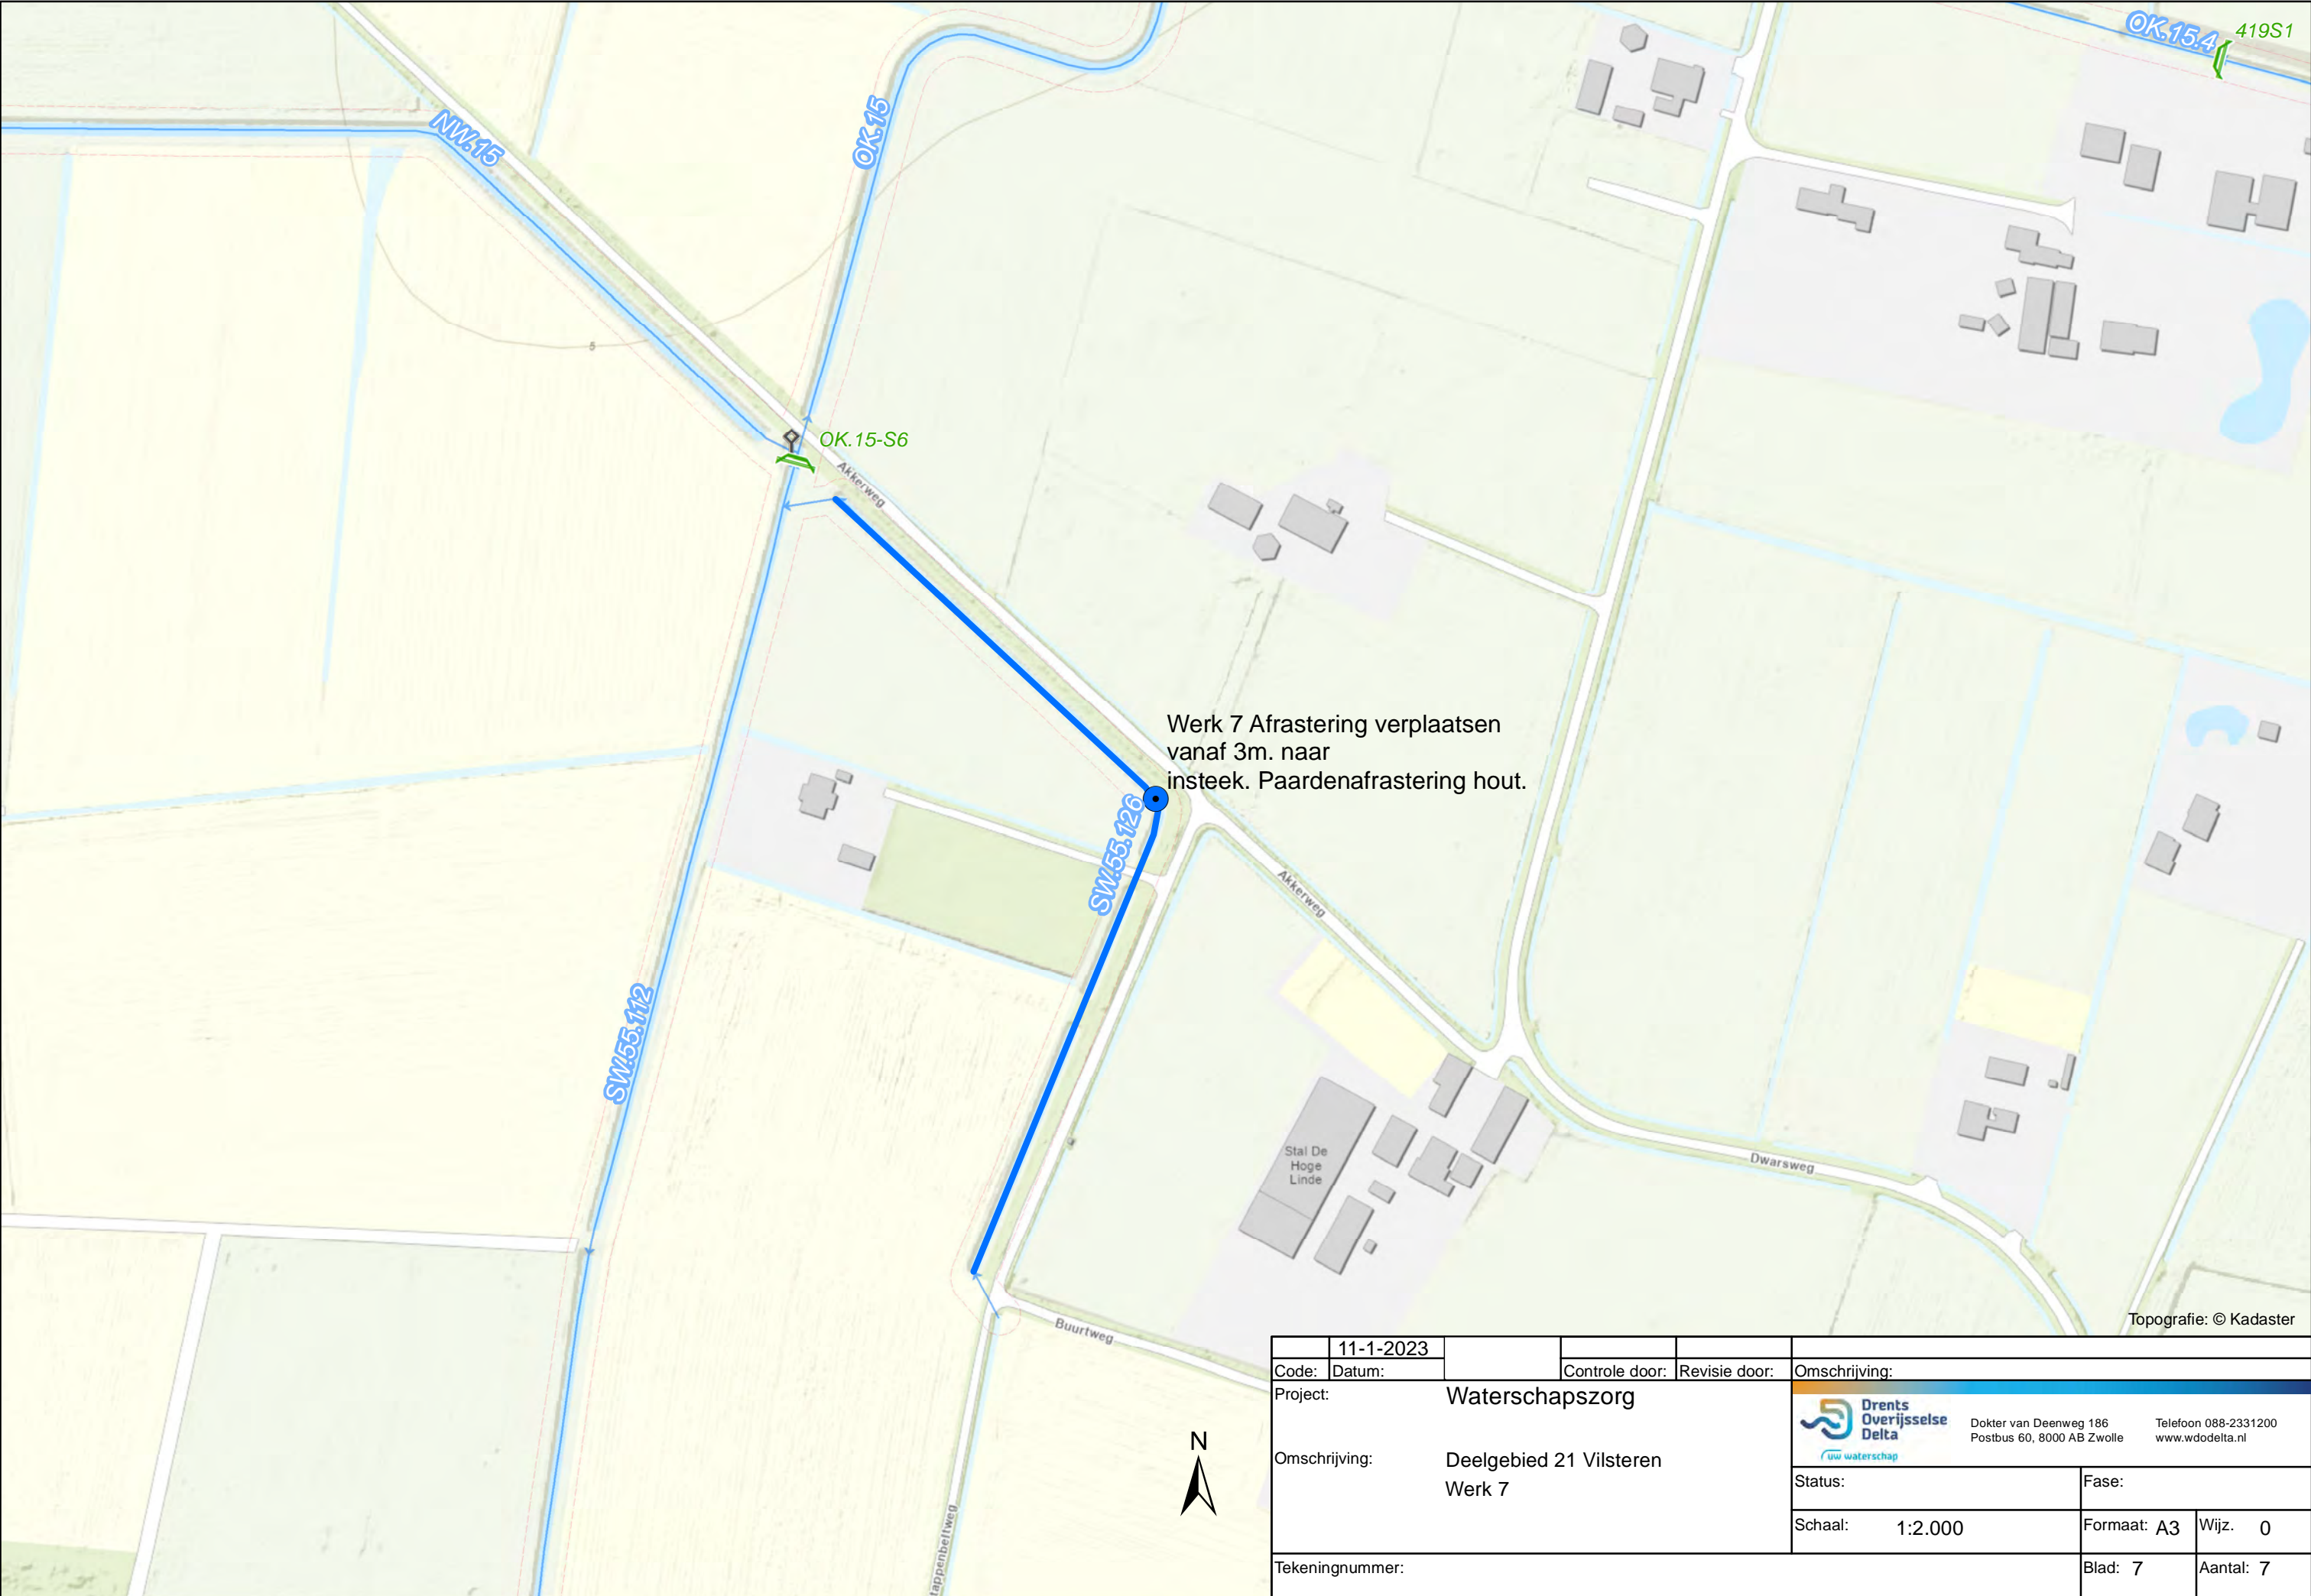 OK.15.4
419S1
NW.15
OK.15
5
OK.15-S6
Akkerweg
Werk 7 Afrastering verplaatsen
vanaf 3m. naar
insteek. Paardenafrastering hout.
SW.55.126
Akkerweg
SW.55.112
Stal De
Hoge
Linde
Dwarsweg
Buurtweg
tappenbeltweg
N
Topografie: © Kadaster
11-1-2023
Code: Datum: Controle door: Revisie door: Omschrijving:
Project: Waterschapszorg
Omschrijving: Deelgebied 21 Vilsteren
Werk 7
Drents
Overijsselse
Delta
uw waterschap
Dokter van Deenweg 186
Postbus 60, 8000 AB Zwolle
Telefoon 088-2331200
www.wdodelta.nl
Status: Fase:
Schaal: 1:2.000 Formaat: A3 Wijz. 0
Tekeningnummer: Blad: 7 Aantal: 7